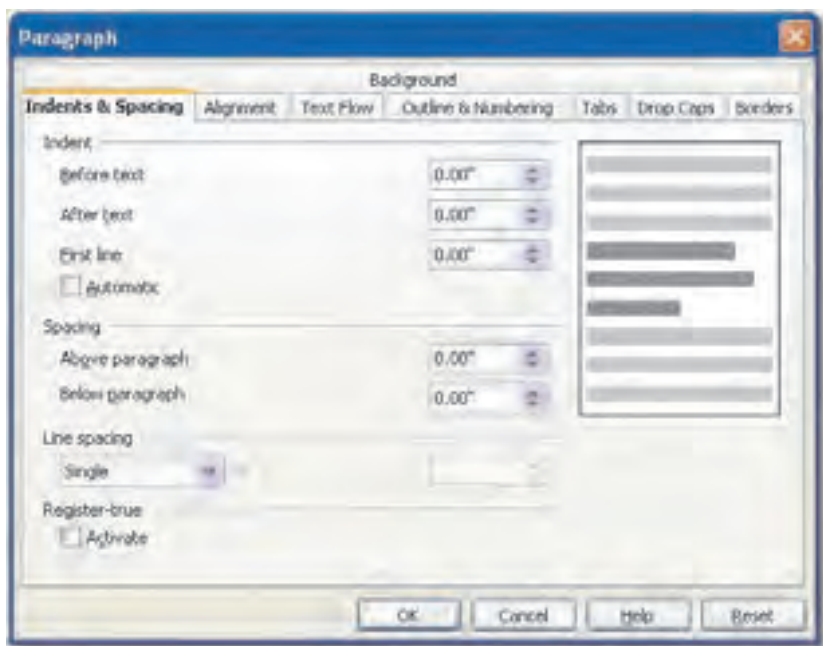 Paragraph
Background
Indents & Spacing Alignment Text Flow Outline & Numbering Tabs Drop Caps Borders
Indent
Before text 0.00"
After text 0.00"
First line 0.00"
Automatic
Spacing
Above paragraph 0.00"
Below paragraph 0.00"
Line spacing
Single
Register-true
Activate
OK Cancel Help Reset